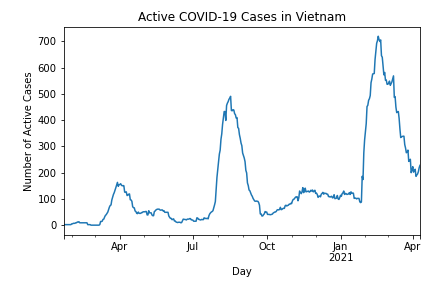 Active COVID-19 Cases in Vietnam
700
600
500
400
300
200
100
0
Number of Active Cases
Apr
Jul
Oct
Jan
2021
Apr
Day